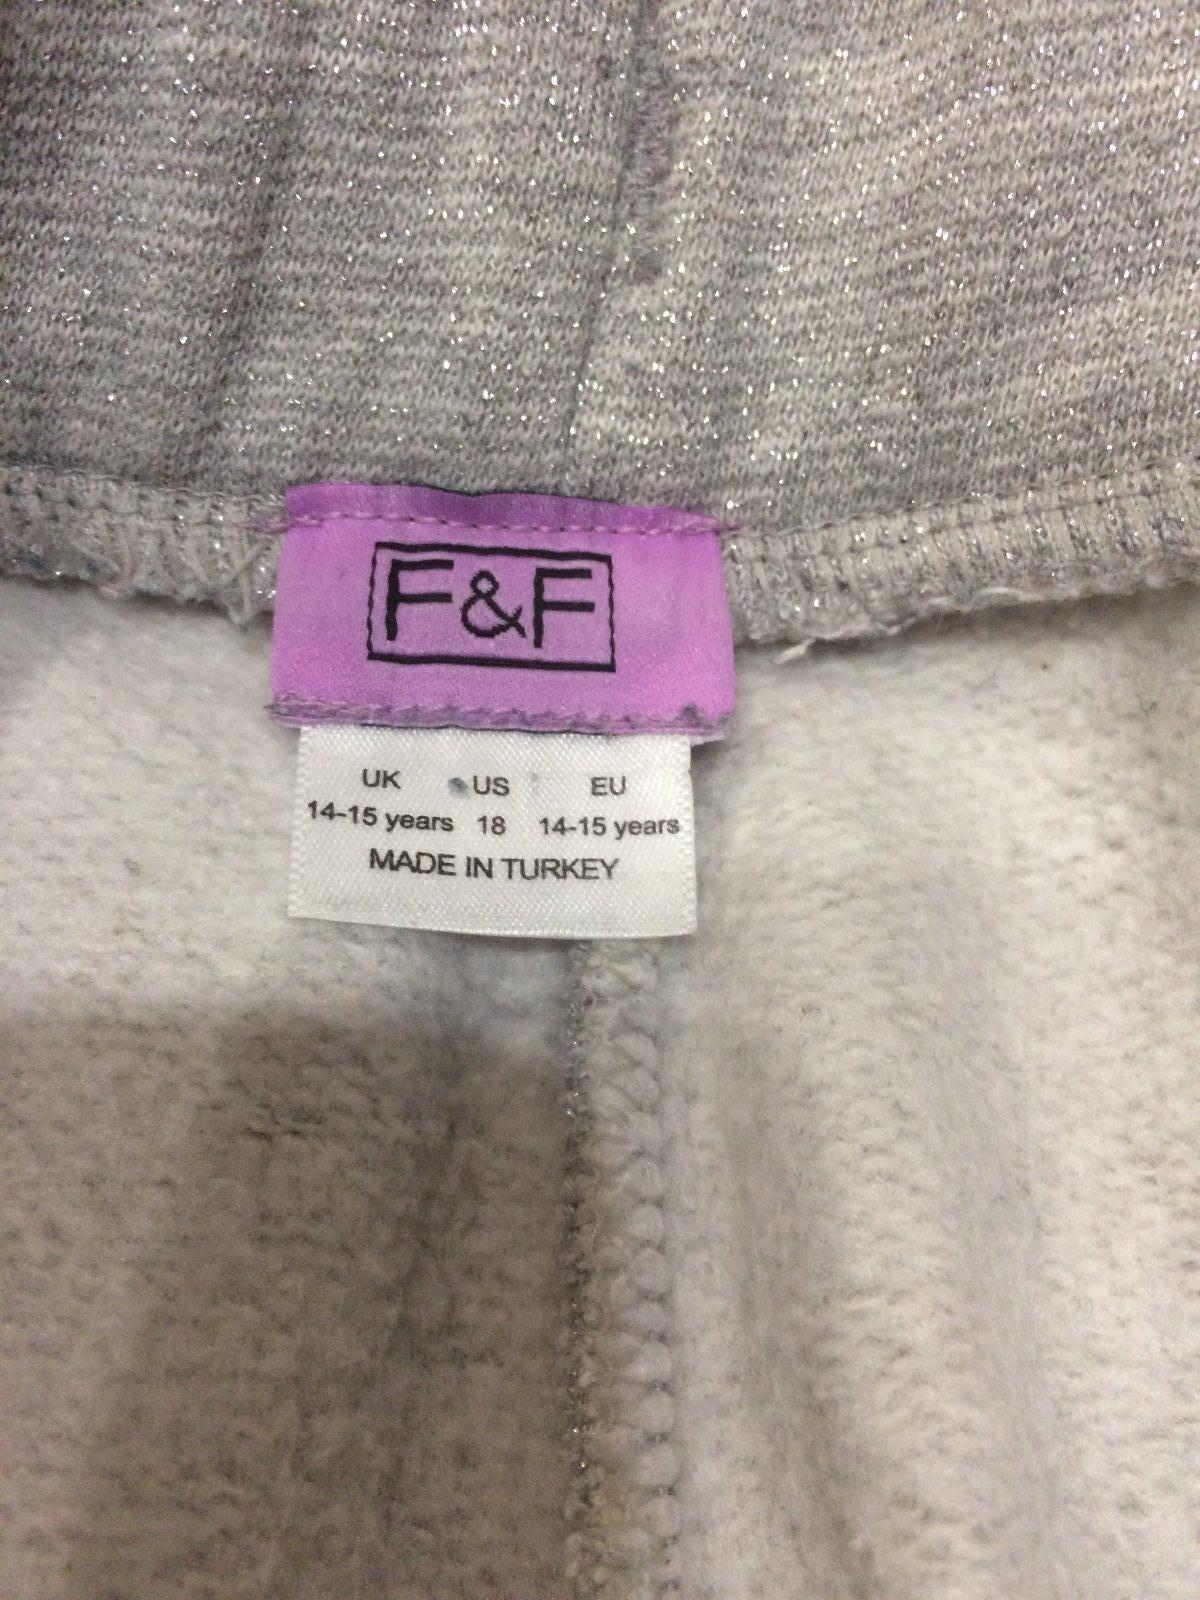 F&F
UK US EU
14-15 years 18 14-15 years
MADE IN TURKEY